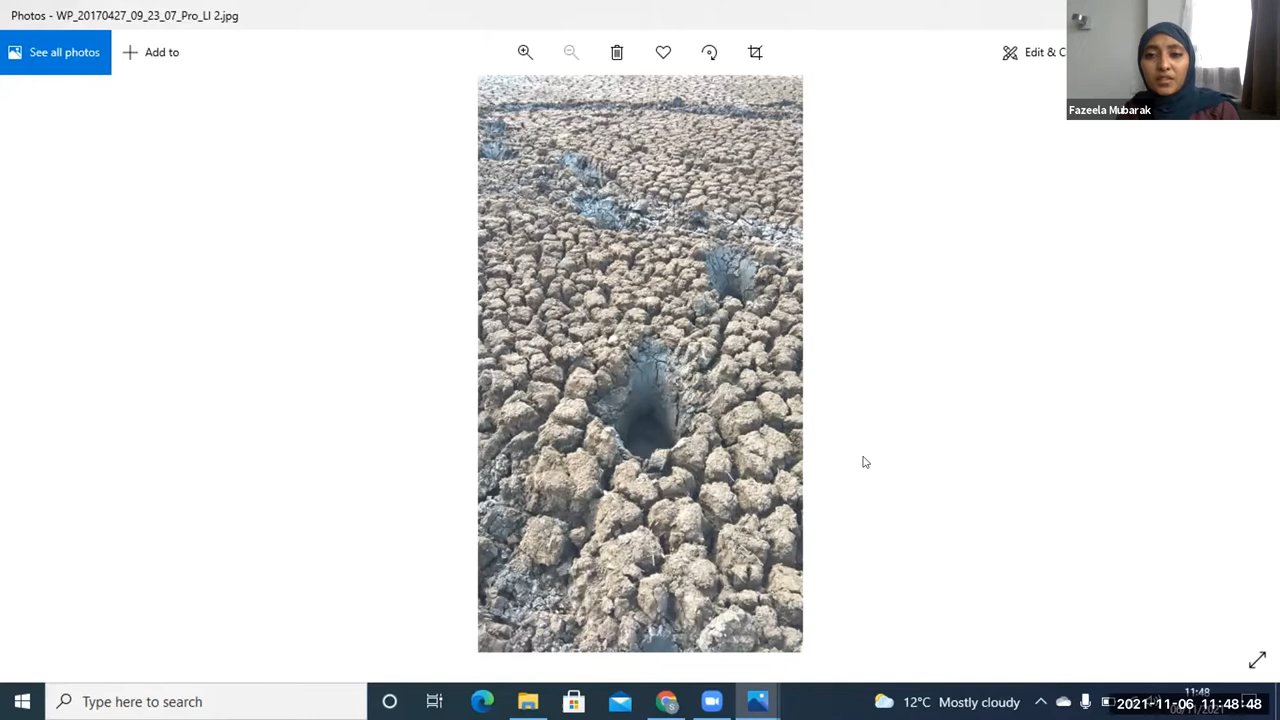 Photos - WP_20170427_09_23_07_Pro_LI 2.jpg
See all photos
Add to
Edit & C
Fazeela Mubarak
Type here to search
12°C Mostly cloudy
11:48
2021-11-06, 11:48:48